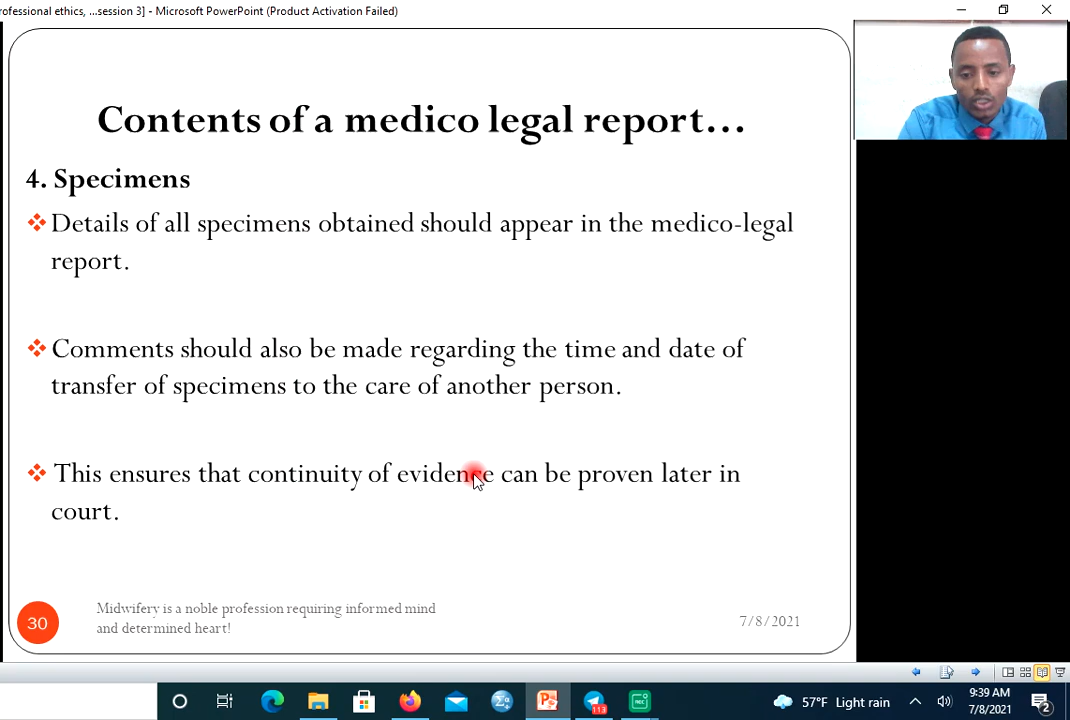 rofessional ethics, ...session 3] - Microsoft PowerPoint (Product Activation Failed)
Contents of a medico legal report...
4. Specimens
Details of all specimens obtained should appear in the medico-legal
report.
Comments should also be made regarding the time and date of
transfer of specimens to the care of another person.
This ensures that continuity of evidence can be proven later in
court.
30
Midwifery is a noble profession requiring informed mind
and determined heart!
7/8/2021
113
REC
57°F Light rain
9:39 AM
7/8/2021
2